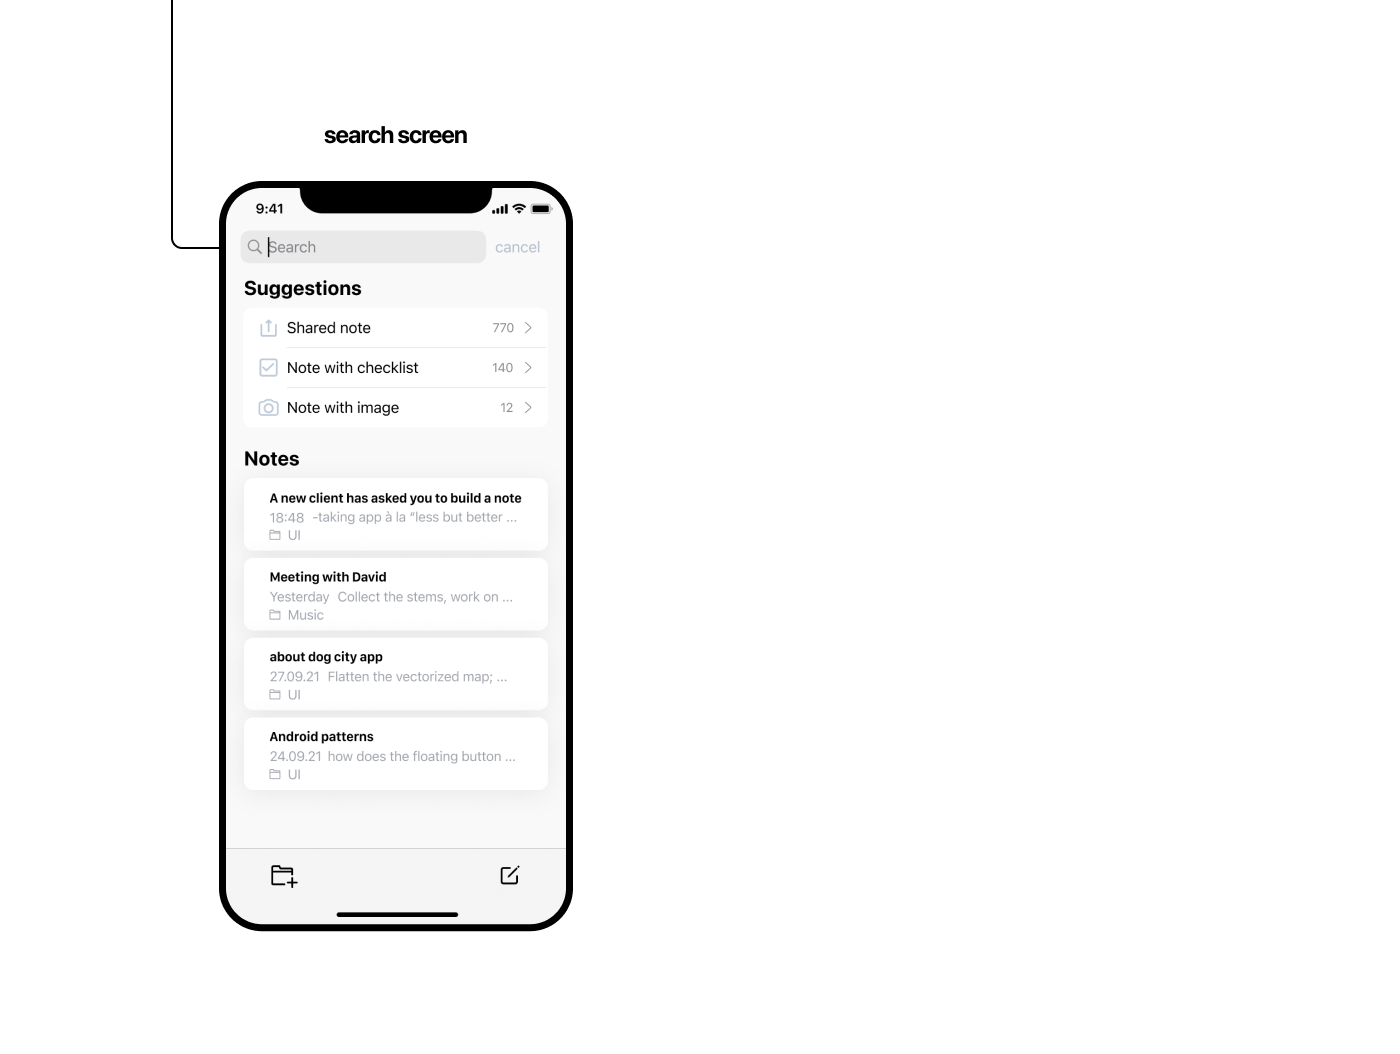 search screen
9:41
Search
cancel
Suggestions
Shared note 770
Note with checklist 140
Note with image 12
Notes
A new client has asked you to build a note
18:48 -taking app à la “less but better ...
UI
Meeting with David
Yesterday Collect the stems, work on ...
Music
about dog city app
27.09.21 Flatten the vectorized map; ...
UI
Android patterns
24.09.21 how does the floating button ...
UI